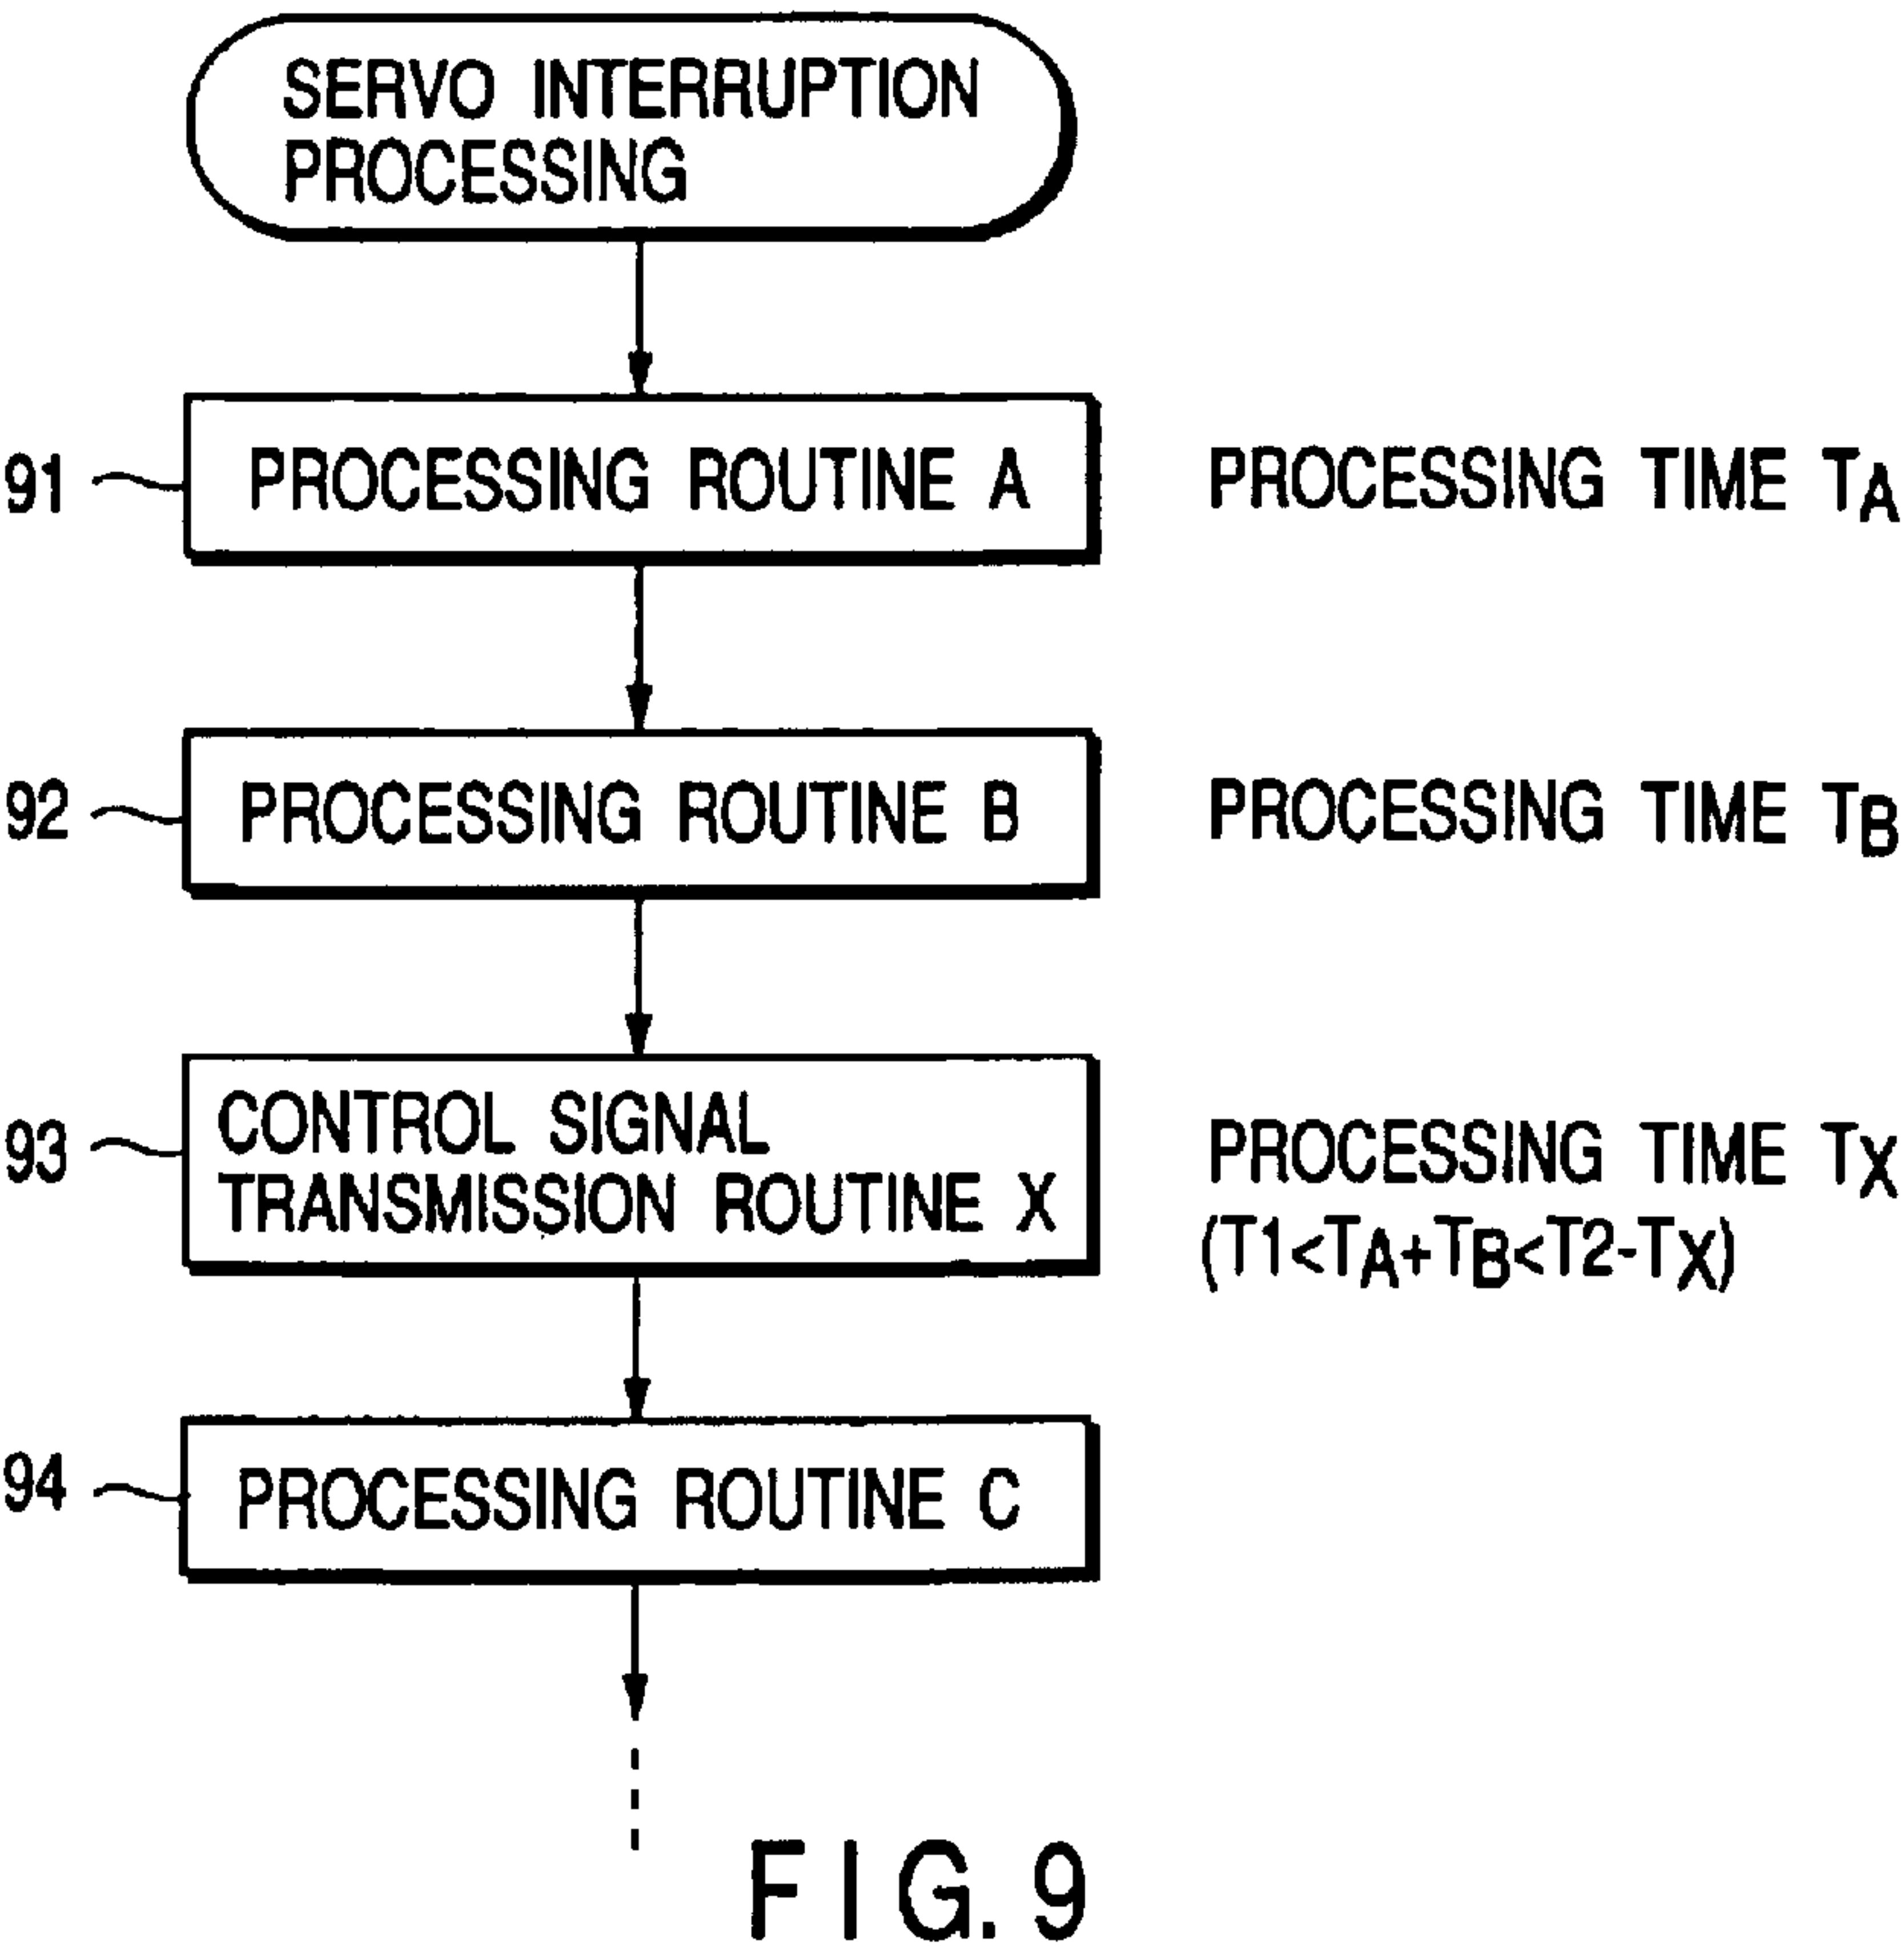 SERVO INTERRUPTION
PROCESSING
91
PROCESSING ROUTINE A
PROCESSING TIME TA
92
PROCESSING ROUTINE B
PROCESSING TIME TB
93
CONTROL SIGNAL
TRANSMISSION ROUTINE X
PROCESSING TIME TX
(T1<TA+TB<T2-TX)
94
PROCESSING ROUTINE C
FIG. 9